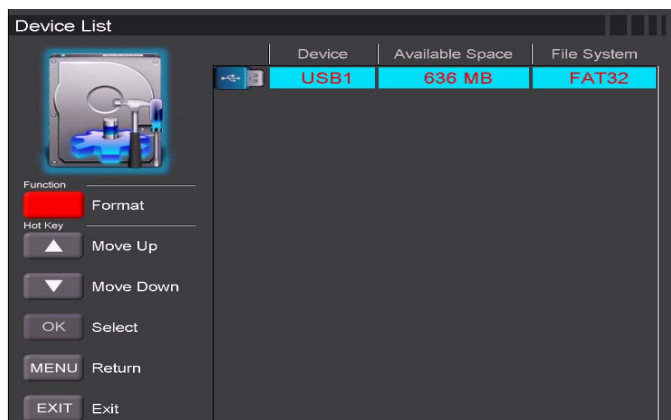 Device List
Device Available Space File System
USB1 636 MB FAT32
Function
Format
Hot Key
Move Up
Move Down
OK Select
MENU Return
EXIT Exit